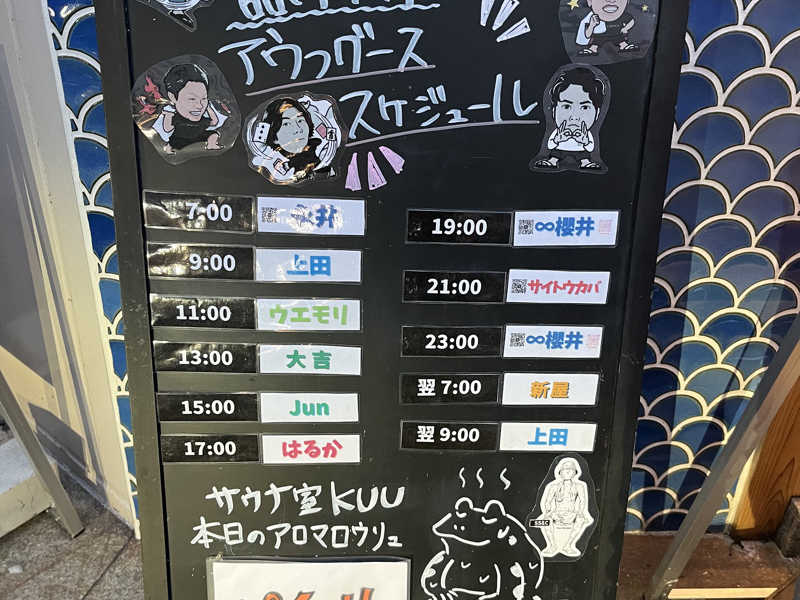 アウフグース
スケジュール
7:00 永井
9:00 上田
11:00 ウエモリ
13:00 大吉
15:00 Jun
17:00 はるか
19:00 ∞櫻井
21:00 サイトウカバ
23:00 ∞櫻井
翌 7:00 新屋
翌 9:00 上田
サウナ室KUU
本日のアロマロウリュ
SSSC